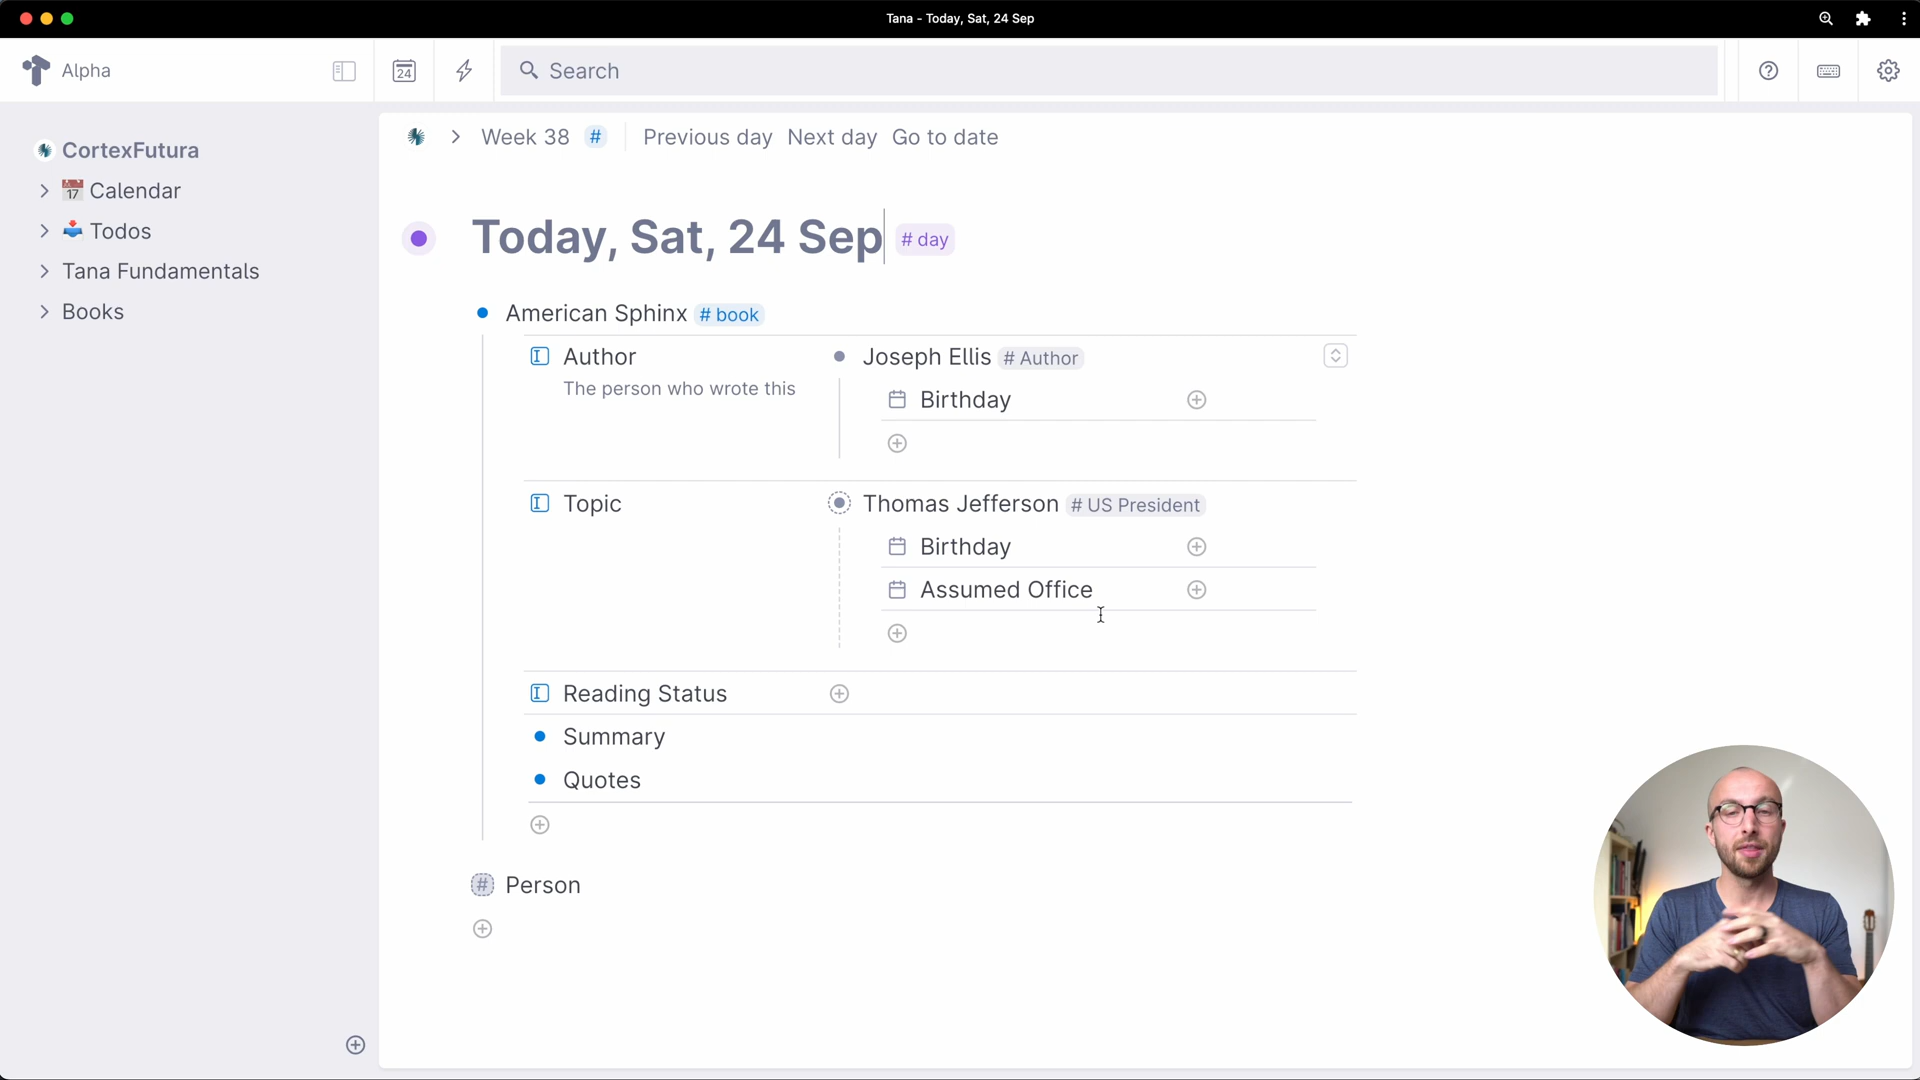 Tana - Today, Sat, 24 Sep
Alpha
24
Search
CortexFutura
17 Calendar
Todos
Tana Fundamentals
Books
Week 38 #
Previous day Next day Go to date
Today, Sat, 24 Sep # day
American Sphinx # book
Author
Joseph Ellis # Author
The person who wrote this
Birthday
Topic
Thomas Jefferson # US President
Birthday
Assumed Office
Reading Status
Summary
Quotes
# Person